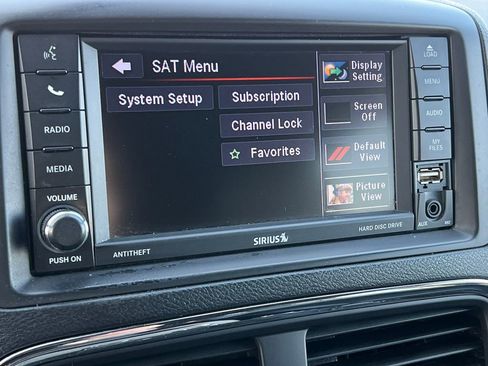 SAT Menu
System Setup
Subscription
Channel Lock
Favorites
Display
Setting
Screen
Off
Default
View
Picture
View
RADIO
MEDIA
VOLUME
PUSH ON
LOAD
MENU
AUDIO
MY
FILES
AUX
ANTITHEFT
SIRIUS
HARD DISC DRIVE